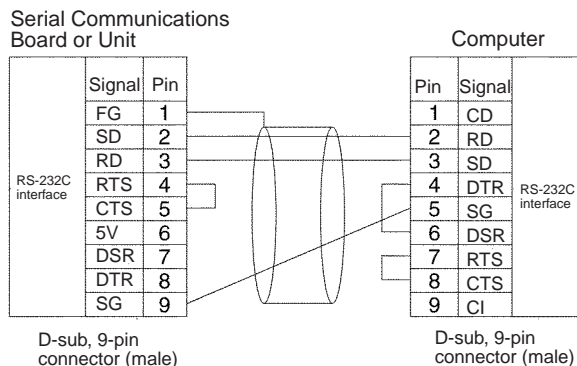 Serial Communications
Board or Unit
Computer
Signal Pin
Pin Signal
FG 1
1 CD
SD 2
2 RD
RD 3
3 SD
RS-232C
interface
RTS 4
4 DTR
RS-232C
interface
CTS 5
5 SG
5V 6
6 DSR
DSR 7
7 RTS
DTR 8
8 CTS
SG 9
9 CI
D-sub, 9-pin
connector (male)
D-sub, 9-pin
connector (male)